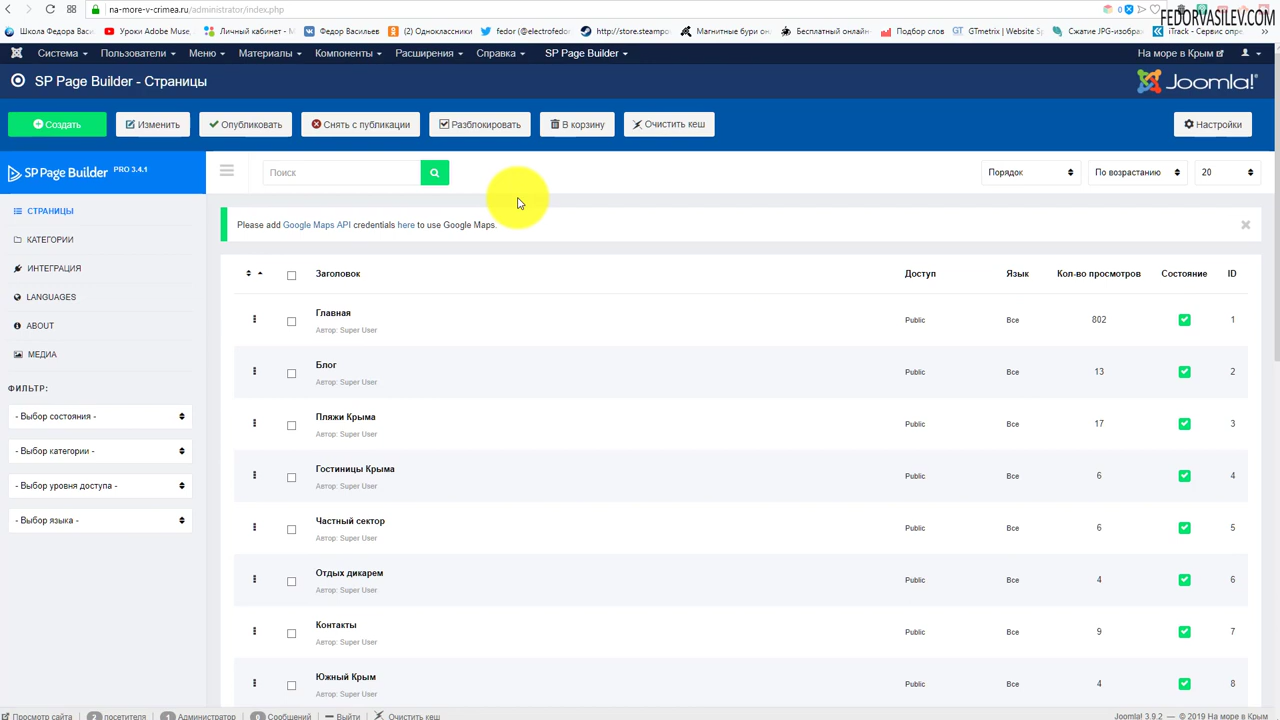 na-more-v-crimea.ru/administrator/index.php
FEDORVASILEV.COM
Школа Федора Васи Уроки Adobe Muse, Личный кабинет - М Федор Васильев (2) Одноклассники fedor (@electrofedor) http://store.steampo Магнитные бури он Бесплатный онлайн Подбор слов GTmetrix | Website S Сжатие JPG-изобра iTrack - Сервис опре
Система Пользователи Меню Материалы Компоненты Расширения Справка SP Page Builder На море в Крым
SP Page Builder - Страницы
Joomla!®
Создать Изменить Опубликовать Снять с публикации Разблокировать В корзину Очистить кеш Настройки
SP Page Builder PRO 3.4.1
Поиск
Порядок По возрастанию 20
СТРАНИЦЫ
КАТЕГОРИИ
ИНТЕГРАЦИЯ
LANGUAGES
ABOUT
МЕДИА
ФИЛЬТР:
- Выбор состояния -
- Выбор категории -
- Выбор уровня доступа -
- Выбор языка -
Please add Google Maps API credentials here to use Google Maps.
Заголовок Доступ Язык Кол-во просмотров Состояние ID
Главная
Автор: Super User
Public Все 802 1
Блог
Автор: Super User
Public Все 13 2
Пляжи Крыма
Автор: Super User
Public Все 17 3
Гостиницы Крыма
Автор: Super User
Public Все 6 4
Частный сектор
Автор: Super User
Public Все 6 5
Отдых дикарем
Автор: Super User
Public Все 4 6
Контакты
Автор: Super User
Public Все 9 7
Южный Крым
Автор: Super User
Public Все 4 8
Просмотр сайта 2 посетителя 1 Администратор 0 Сообщений Выйти Очистить кеш
Joomla! 3.9.2 — © 2019 На море в Крым